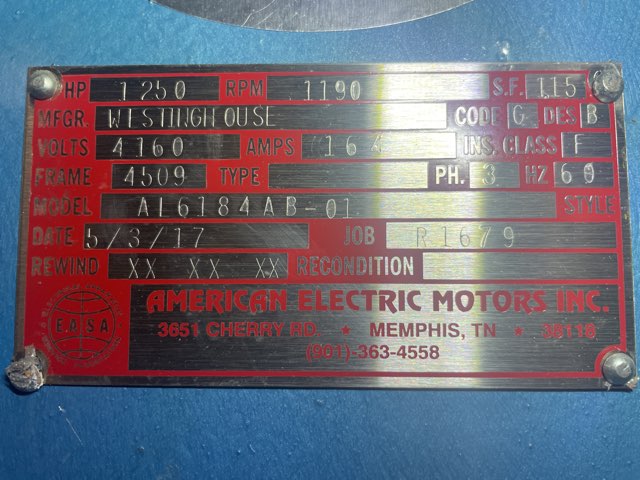 HP 1250 RPM 1190 S.F. 1.15
MFGR. WESTINGHOUSE CODE G DES B
VOLTS 4160 AMPS 164 INS. CLASS F
FRAME 4509 TYPE PH. 3 HZ 60
MODEL AL6184AB-01 STYLE
DATE 5/3/17 JOB R1679
REWIND XX XX XX RECONDITION
E.A.S.A
AMERICAN ELECTRIC MOTORS INC.
3651 CHERRY RD. ★ MEMPHIS, TN ★ 38118
(901)-363-4558